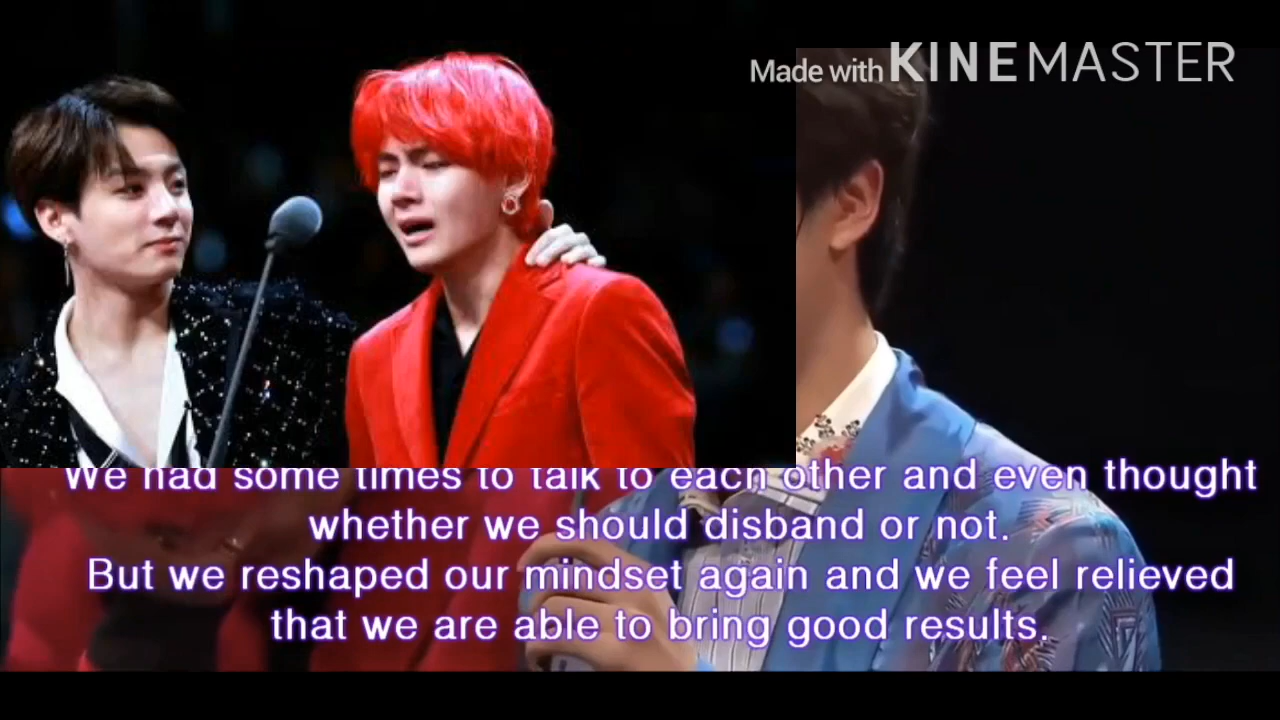 Made with KINEMASTER
We had some times to talk to each other and even thought
whether we should disband or not.
But we reshaped our mindset again and we feel relieved
that we are able to bring good results.